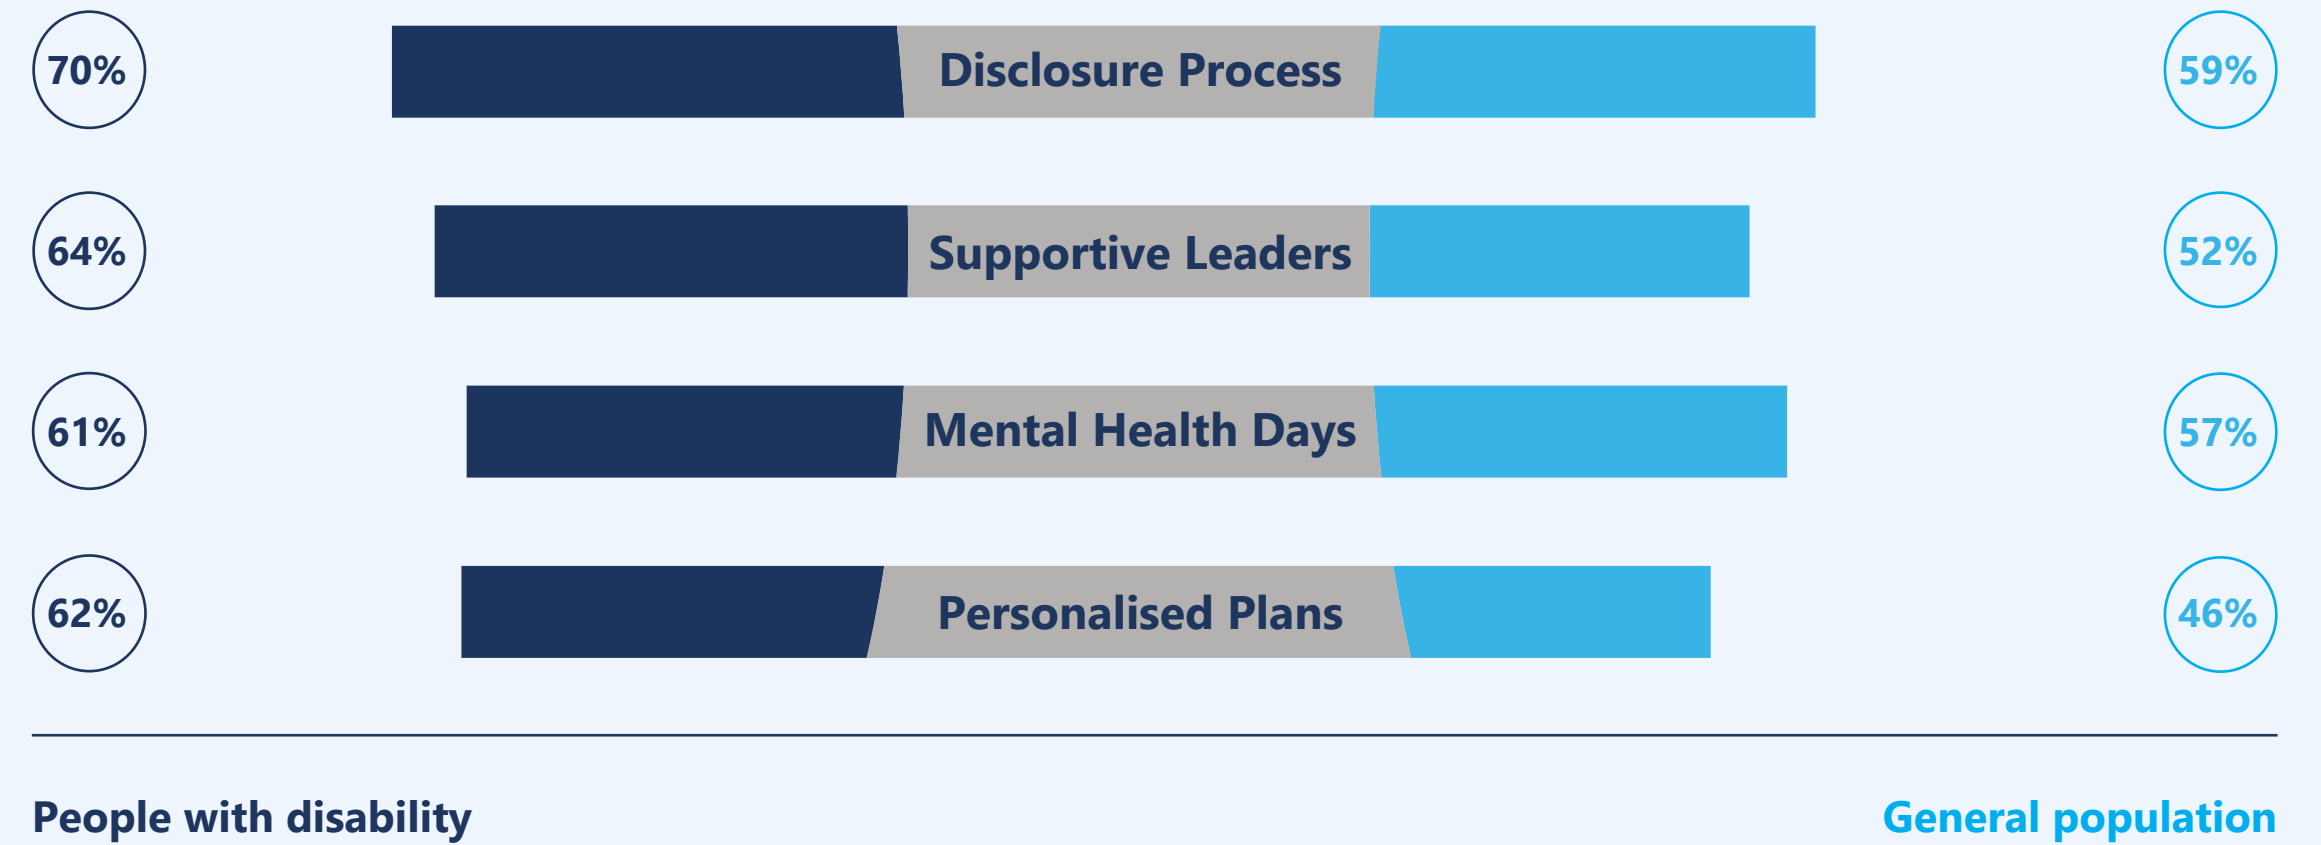 70% Disclosure Process 59%
64% Supportive Leaders 52%
61% Mental Health Days 57%
62% Personalised Plans 46%
People with disability General population